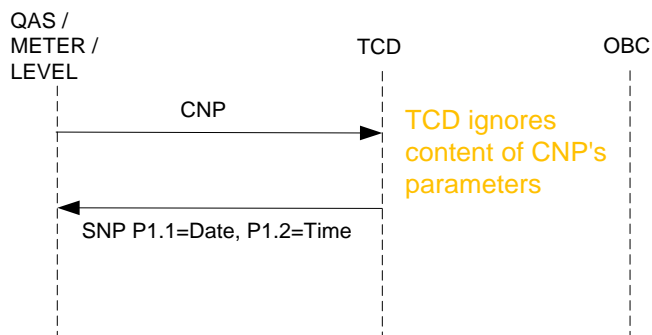 QAS /
METER /
LEVEL
TCD
OBC
CNP
TCD ignores
content of CNP's
parameters
SNP P1.1=Date, P1.2=Time